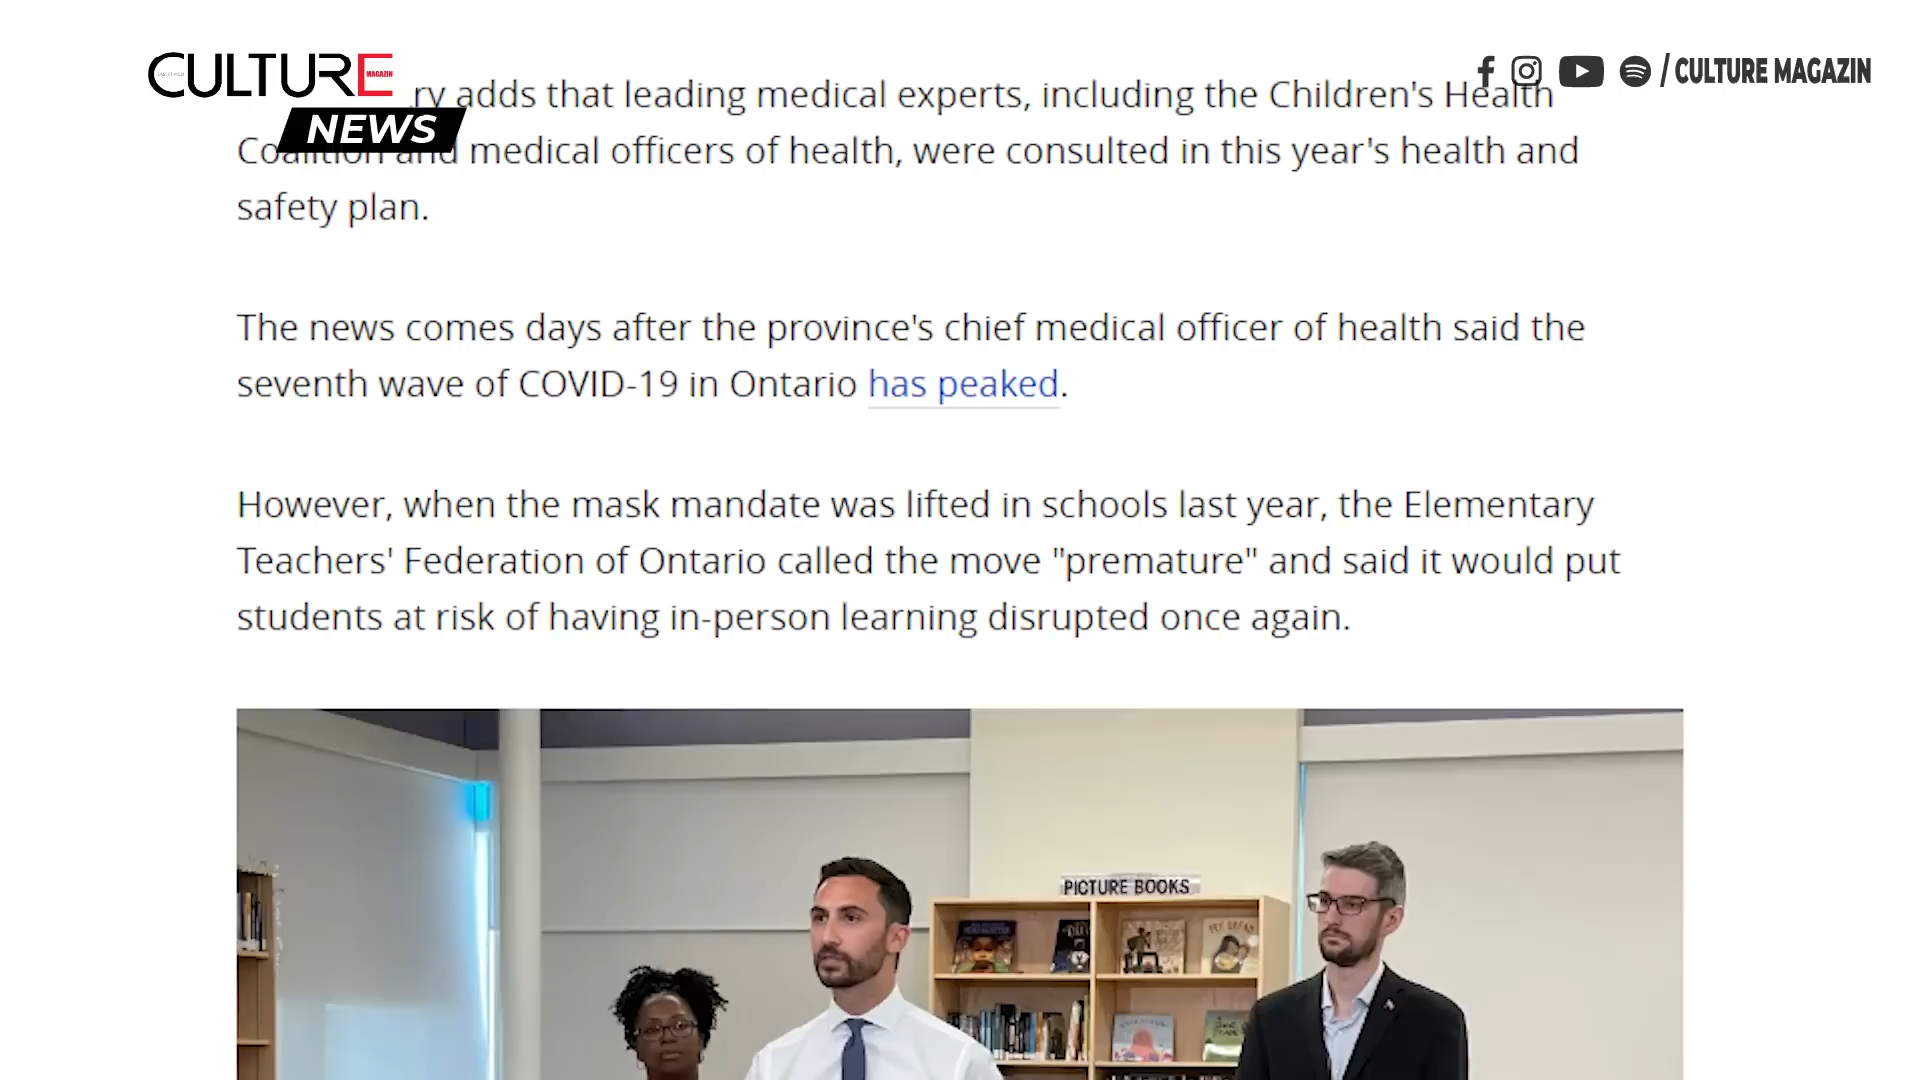 CULTURE
MAGAZIN
NEWS
/ CULTURE MAGAZIN
adds that leading medical experts, including the Children's Health
Coalition and medical officers of health, were consulted in this year's health and
safety plan.
The news comes days after the province's chief medical officer of health said the
seventh wave of COVID-19 in Ontario has peaked.
However, when the mask mandate was lifted in schools last year, the Elementary
Teachers' Federation of Ontario called the move "premature" and said it would put
students at risk of having in-person learning disrupted once again.
PICTURE BOOKS
FRY BREAD